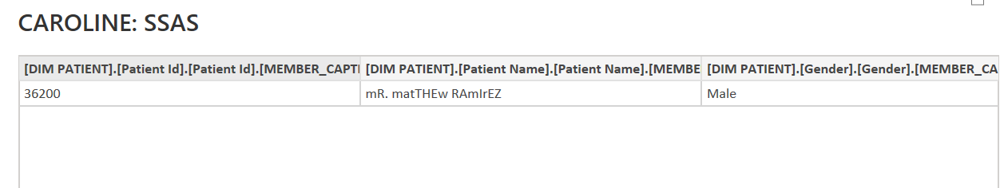 CAROLINE: SSAS
[DIM PATIENT].[Patient Id].[Patient Id].[MEMBER_CAPTI [DIM PATIENT].[Patient Name].[Patient Name].[MEMBE [DIM PATIENT].[Gender].[Gender].[MEMBER_CA
36200 mR. matTHEw RAmIrEZ Male